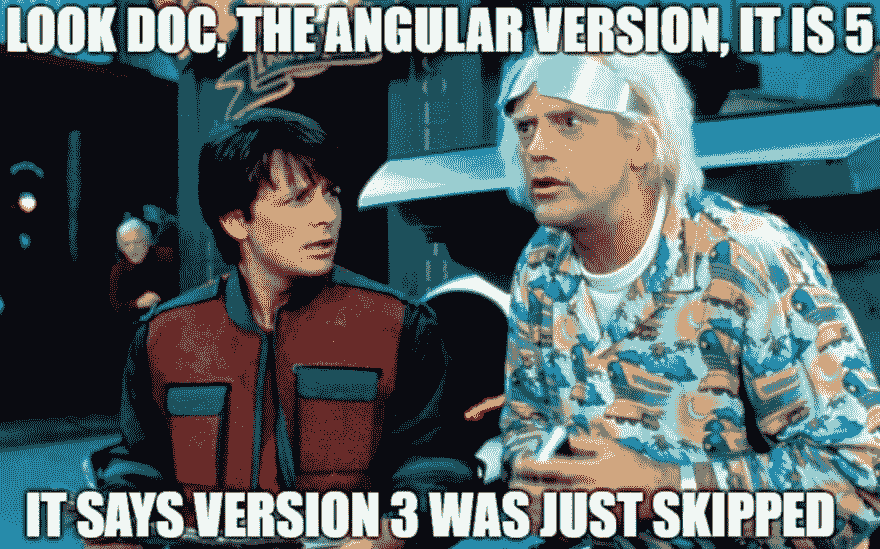 LOOK DOC, THE ANGULAR VERSION, IT IS 5
IT SAYS VERSION 3 WAS JUST SKIPPED